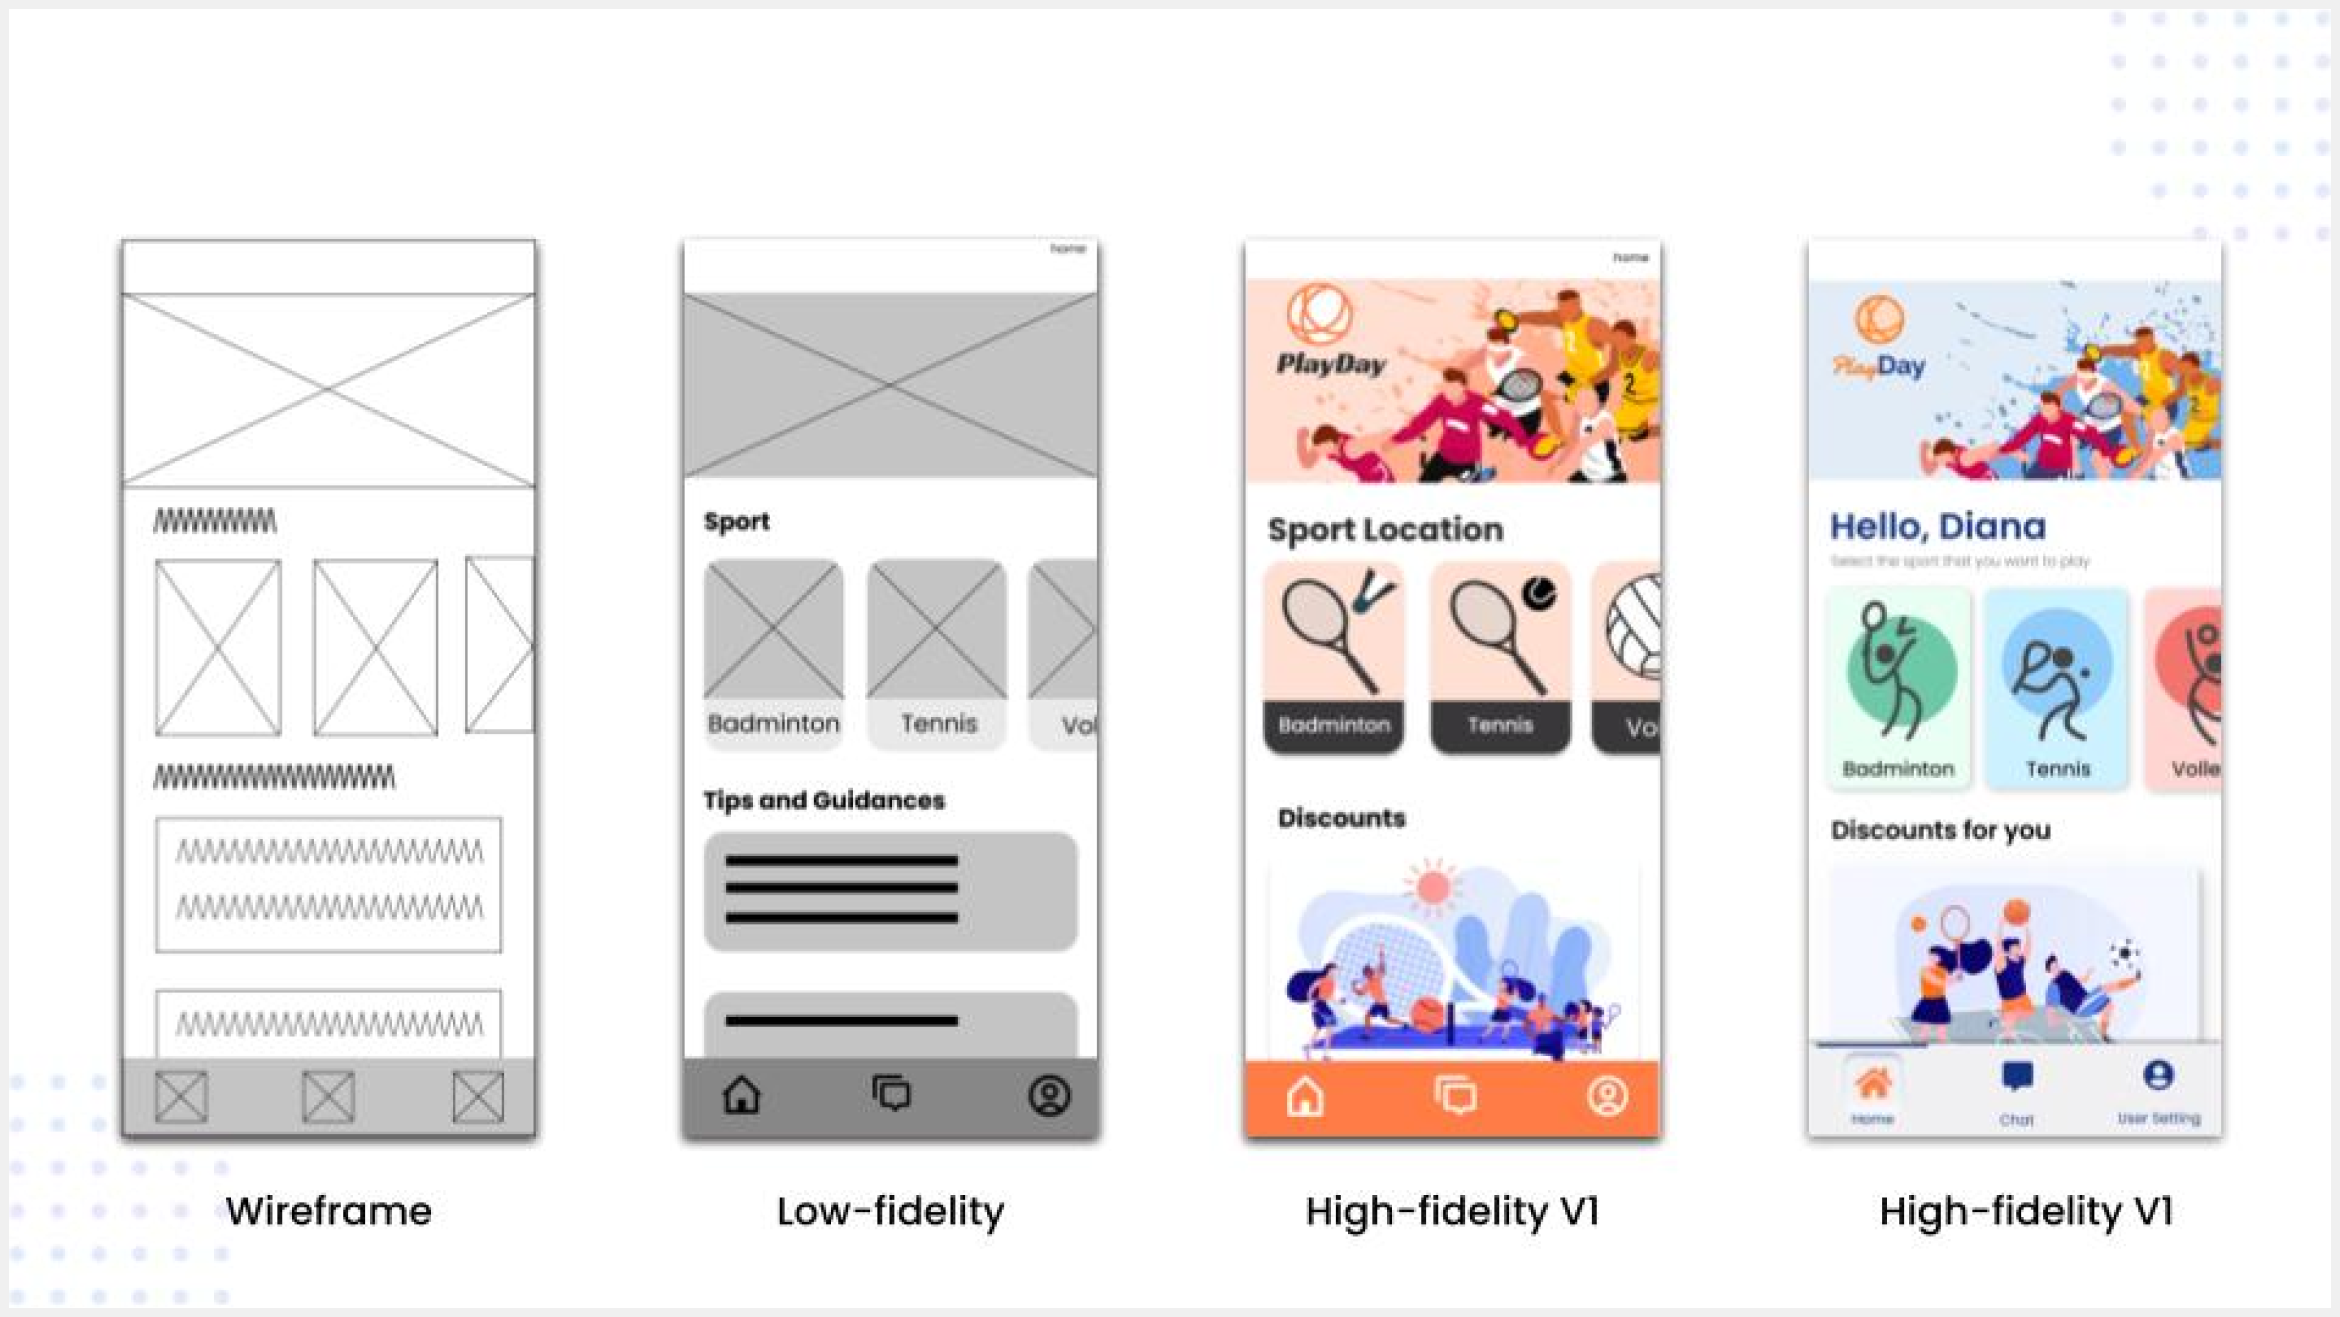 home
Sport
Badminton
Tennis
Vol
Tips and Guidances
home
PlayDay
2
Sport Location
Badminton
Tennis
Vo
Discounts
PlayDay
2
Hello, Diana
Select the sport that you want to play
Badminton
Tennis
Volle
Discounts for you
Home
Chat
User Setting
Wireframe
Low-fidelity
High-fidelity V1
High-fidelity V1